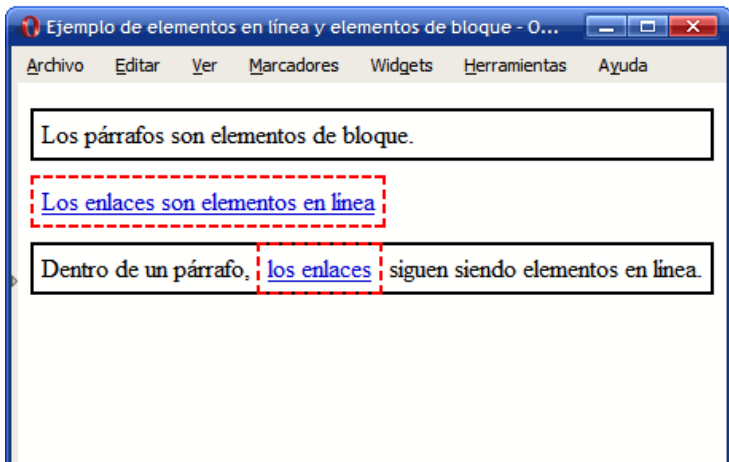 Ejemplo de elementos en línea y elementos de bloque - O...
Archivo Editar Ver Marcadores Widgets Herramientas Ayuda
Los párrafos son elementos de bloque.
Los enlaces son elementos en línea
Dentro de un párrafo, los enlaces siguen siendo elementos en línea.